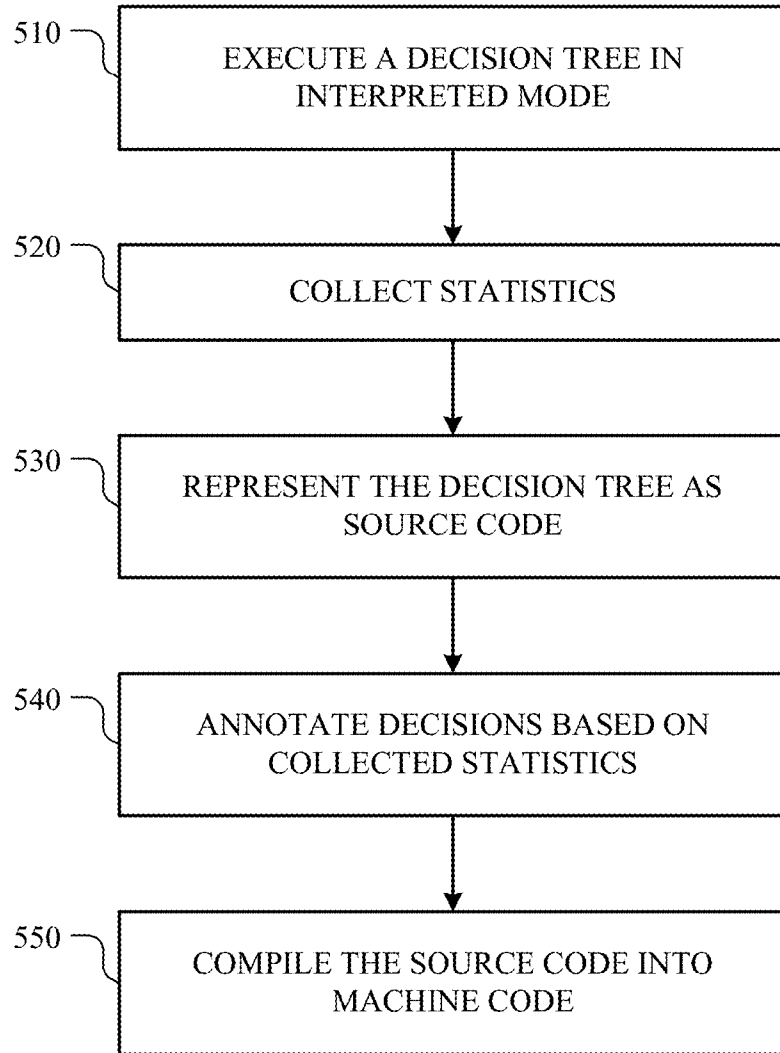 510
EXECUTE A DECISION TREE IN
INTERPRETED MODE
520
COLLECT STATISTICS
530
REPRESENT THE DECISION TREE AS
SOURCE CODE
540
ANNOTATE DECISIONS BASED ON
COLLECTED STATISTICS
550
COMPILE THE SOURCE CODE INTO
MACHINE CODE